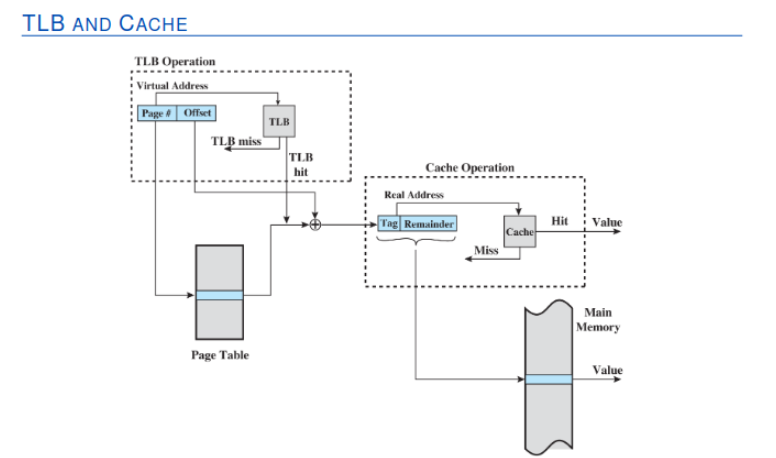 TLB AND CACHE
TLB Operation
Virtual Address
Page # Offset
TLB
TLB miss
TLB
hit
Cache Operation
Real Address
Tag Remainder
Cache
Hit
Value
Miss
Page Table
Main
Memory
Value